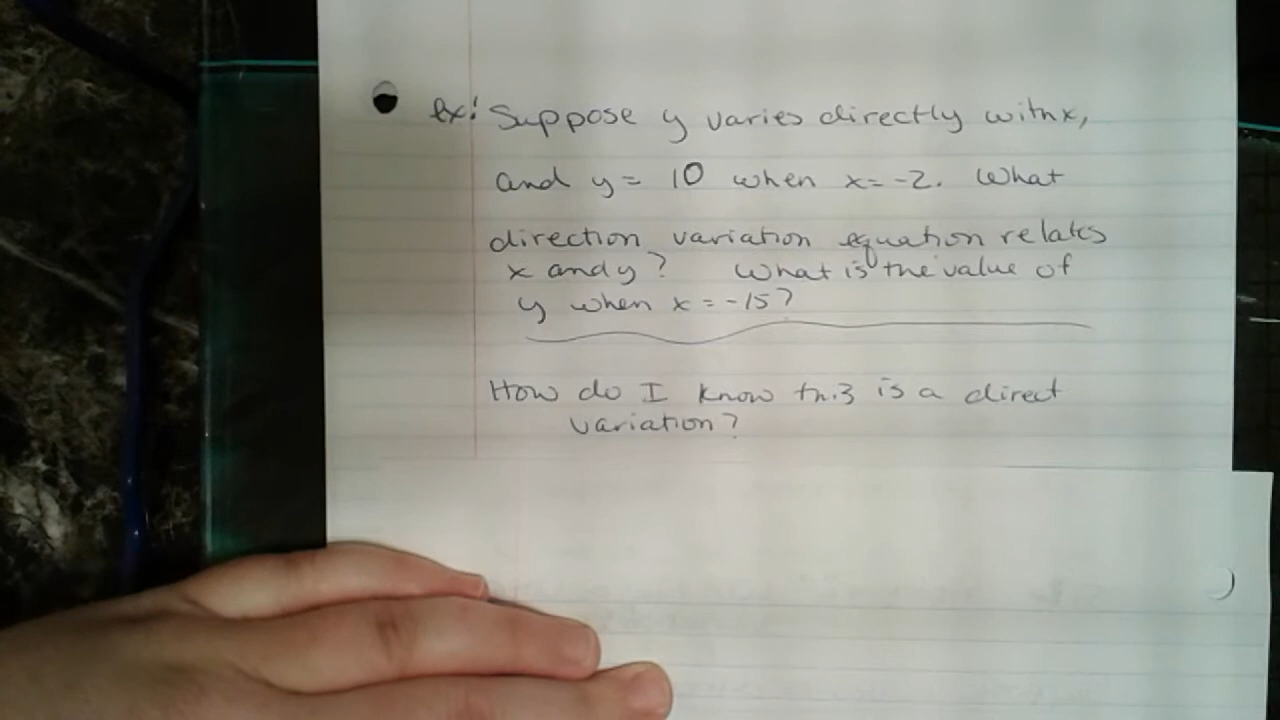 ex: Suppose y varies directly with x,
and y = 10 when x = -2. What
direction variation equation relates
x and y? What is the value of
y when x = -15?
How do I know this is a direct
variation?